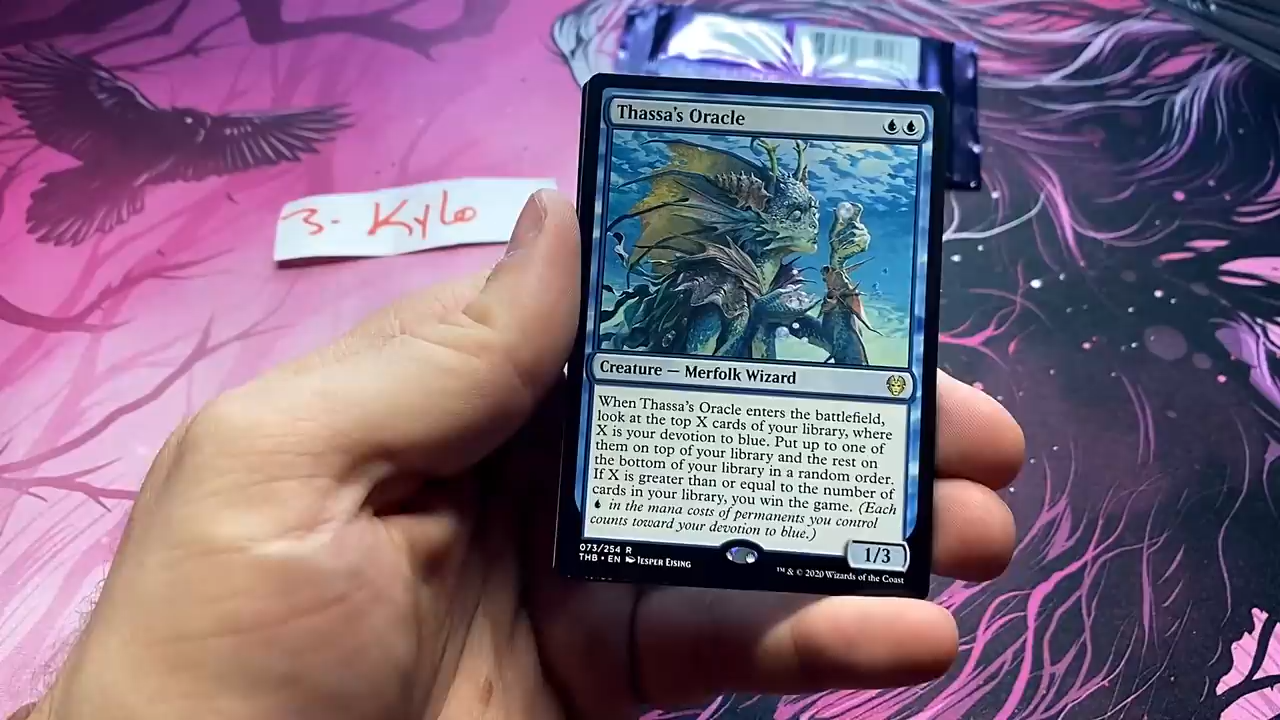 3- Kylo
Thassa's Oracle
Creature — Merfolk Wizard
When Thassa's Oracle enters the battlefield,
look at the top X cards of your library, where
X is your devotion to blue. Put up to one of
them on top of your library and the rest on
the bottom of your library in a random order.
If X is greater than or equal to the number of
cards in your library, you win the game. (Each
in the mana costs of permanents you control
counts toward your devotion to blue.)
1/3
073/254 R
THB • EN Jesper Eising
™ & © 2020 Wizards of the Coast